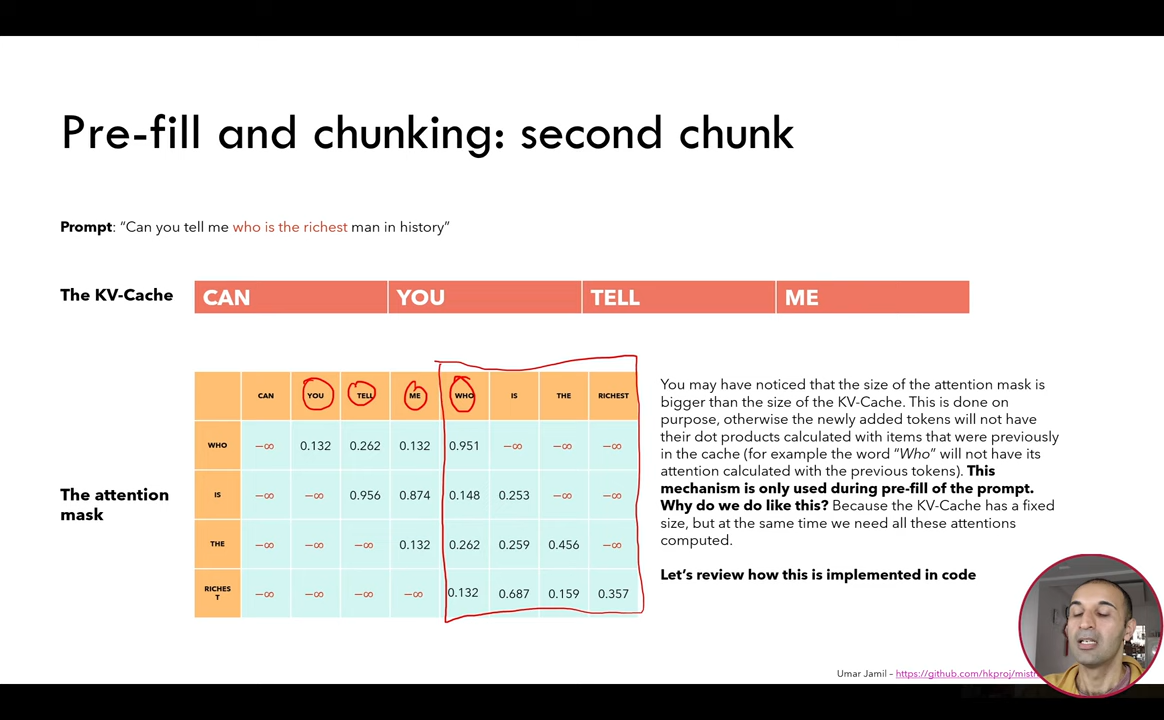 Pre-fill and chunking: second chunk
Prompt: “Can you tell me who is the richest man in history”
The KV-Cache
CAN YOU TELL ME
CAN YOU TELL ME WHO IS THE RICHEST
WHO −∞ 0.132 0.262 0.132 0.951 −∞ −∞ −∞
IS −∞ −∞ 0.956 0.874 0.148 0.253 −∞ −∞
The attention
mask
THE −∞ −∞ −∞ 0.132 0.262 0.259 0.456 −∞
RICHES
T −∞ −∞ −∞ −∞ 0.132 0.687 0.159 0.357
You may have noticed that the size of the attention mask is
bigger than the size of the KV-Cache. This is done on
purpose, otherwise the newly added tokens will not have
their dot products calculated with items that were previously
in the cache (for example the word “Who” will not have its
attention calculated with the previous tokens). This
mechanism is only used during pre-fill of the prompt.
Why do we do like this? Because the KV-Cache has a fixed
size, but at the same time we need all these attentions
computed.
Let’s review how this is implemented in code
Umar Jamil – https://github.com/hkproj/mist